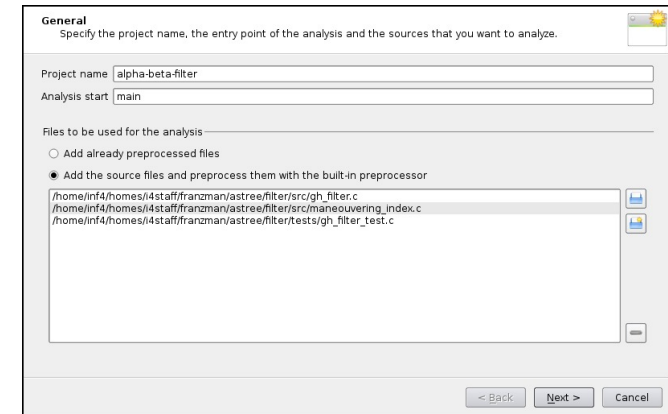 General
Specify the project name, the entry point of the analysis and the sources that you want to analyze.
Project name alpha-beta-filter
Analysis start main
Files to be used for the analysis
Add already preprocessed files
Add the source files and preprocess them with the built-in preprocessor
/home/inf4/homes/i4staff/franzman/astree/filter/src/gh_filter.c
/home/inf4/homes/i4staff/franzman/astree/filter/src/maneouvering_index.c
/home/inf4/homes/i4staff/franzman/astree/filter/tests/gh_filter_test.c
< Back Next > Cancel